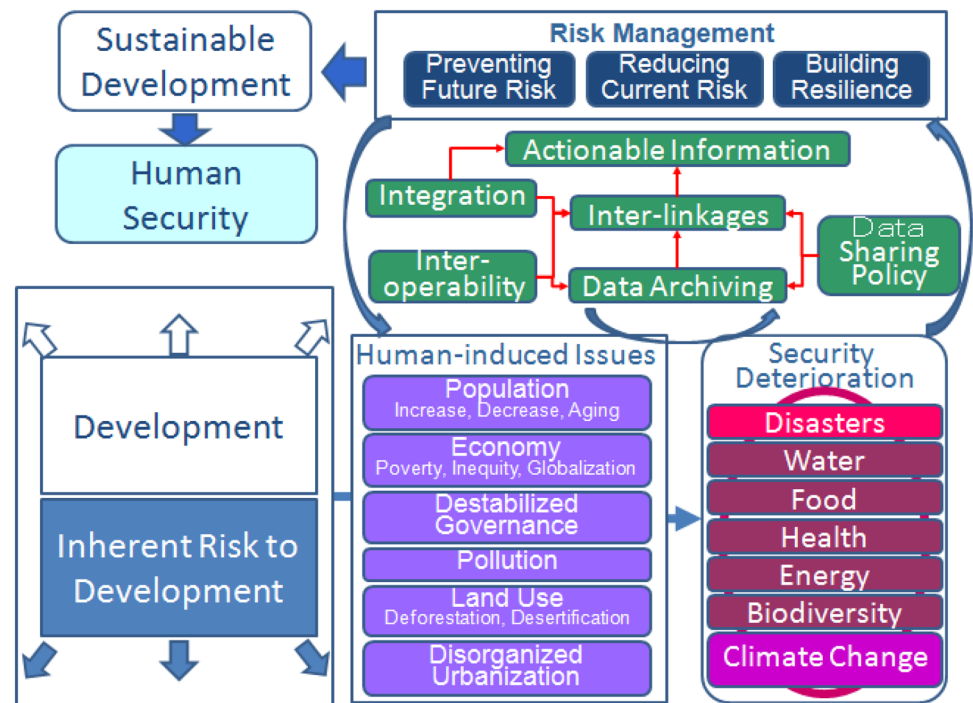 Sustainable
Development
Human
Security
Risk Management
Preventing
Future Risk
Reducing
Current Risk
Building
Resilience
Actionable Information
Integration
Inter-linkages
Data
Sharing
Policy
Inter-
operability
Data Archiving
Development
Inherent Risk to
Development
Human-induced Issues
Population
Increase, Decrease, Aging
Economy
Poverty, Inequity, Globalization
Destabilized
Governance
Pollution
Land Use
Deforestation, Desertification
Disorganized
Urbanization
Security
Deterioration
Disasters
Water
Food
Health
Energy
Biodiversity
Climate Change